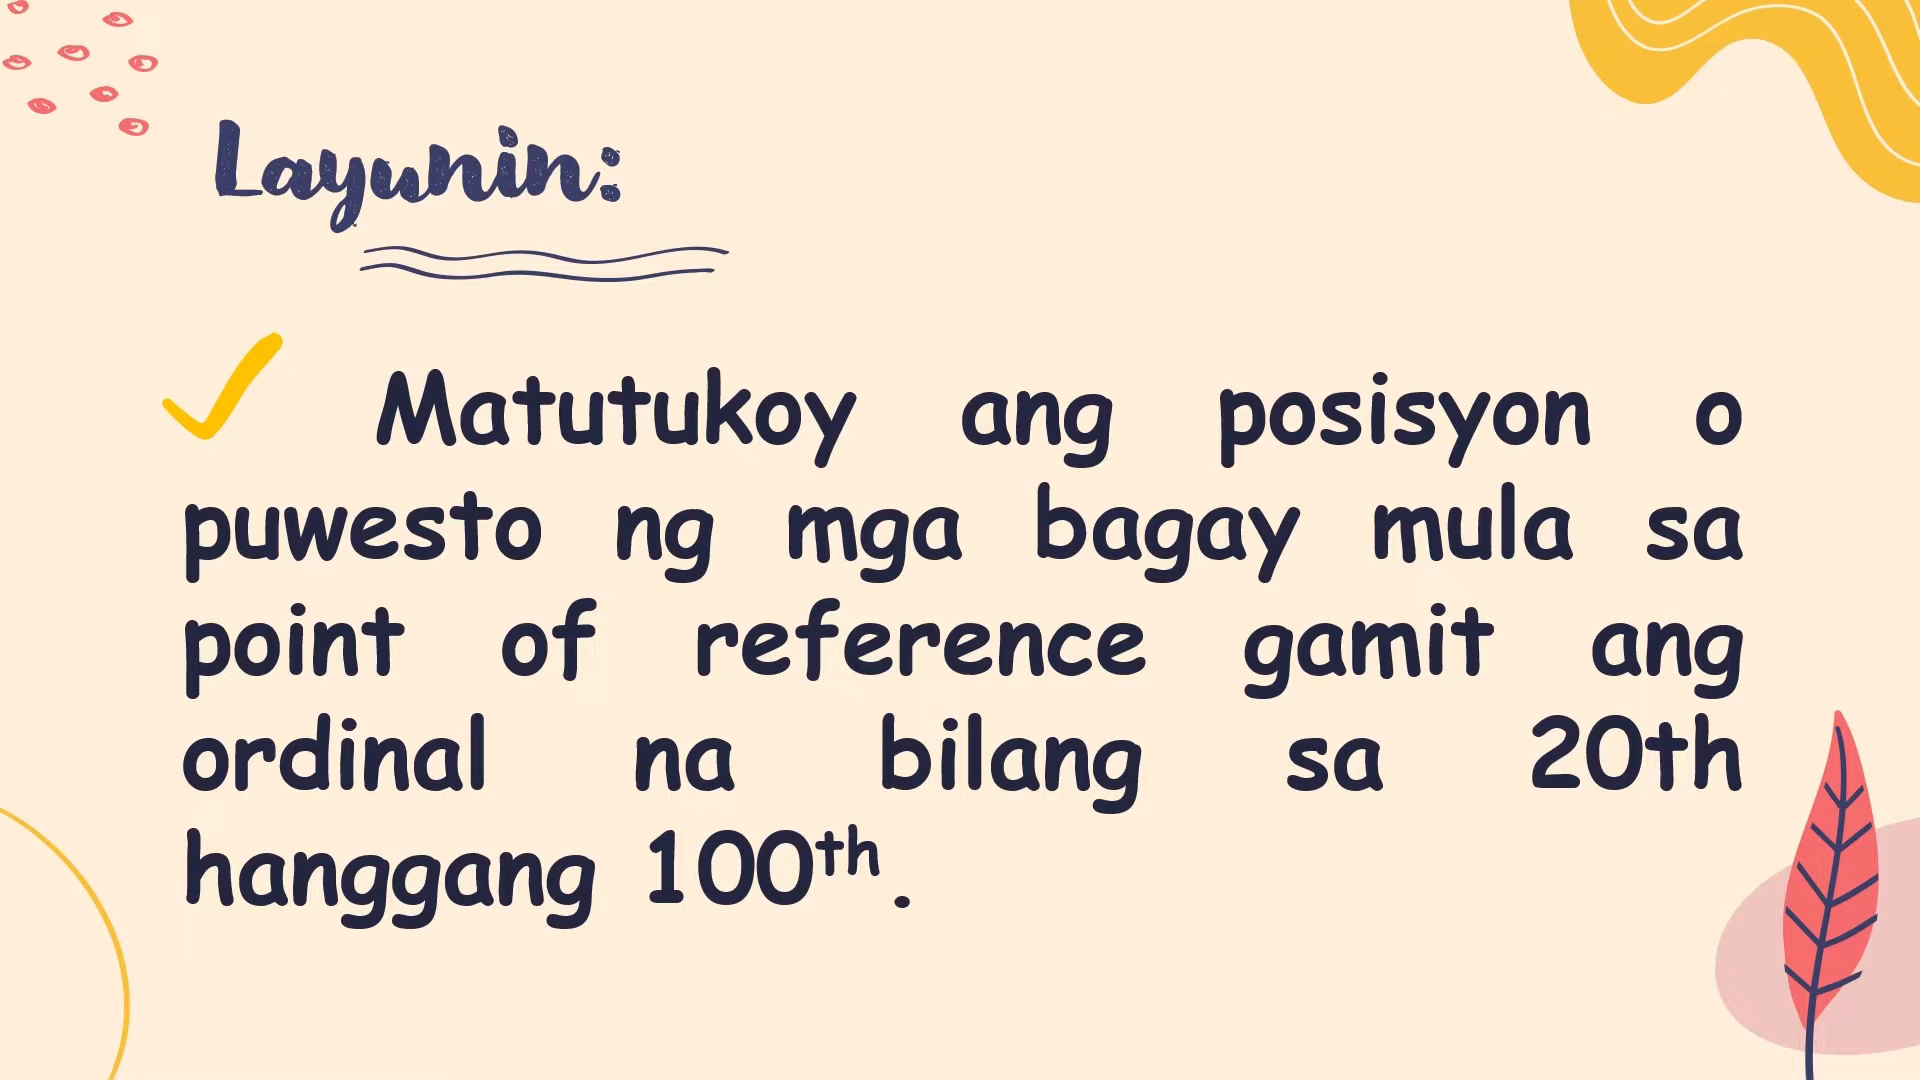 Layunin:
Matutukoy ang posisyon o
puwesto ng mga bagay mula sa
point of reference gamit ang
ordinal na bilang sa 20th
hanggang 100th.